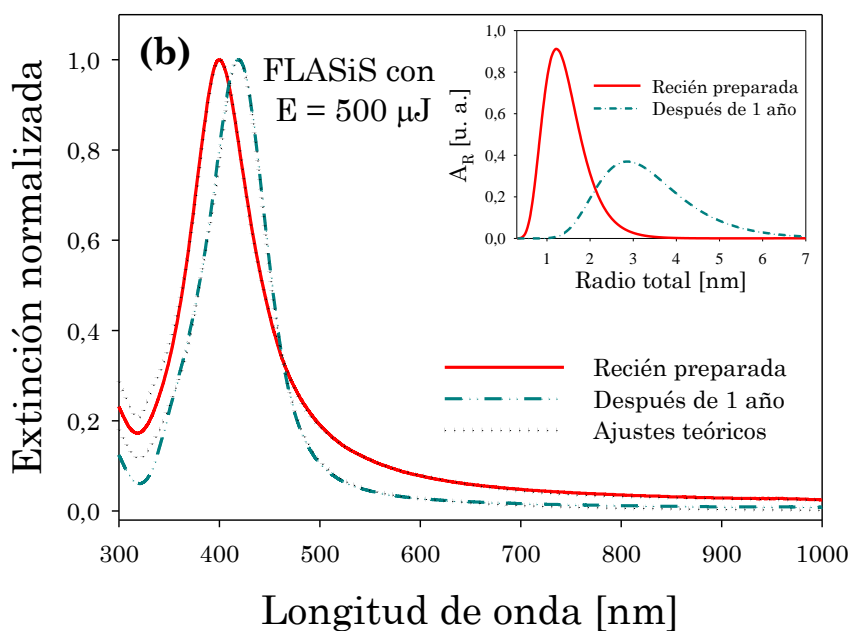 (b)
FLASiS con
E = 500 μJ
Extinción normalizada
1,0
0,8
0,6
0,4
0,2
0,0
300 400 500 600 700 800 900 1000
Longitud de onda [nm]
Recién preparada
Después de 1 año
Ajustes teóricos
A_R [u. a.]
1,0
0,8
0,6
0,4
0,2
0,0
1 2 3 4 5 6 7
Radio total [nm]
Recién preparada
Después de 1 año